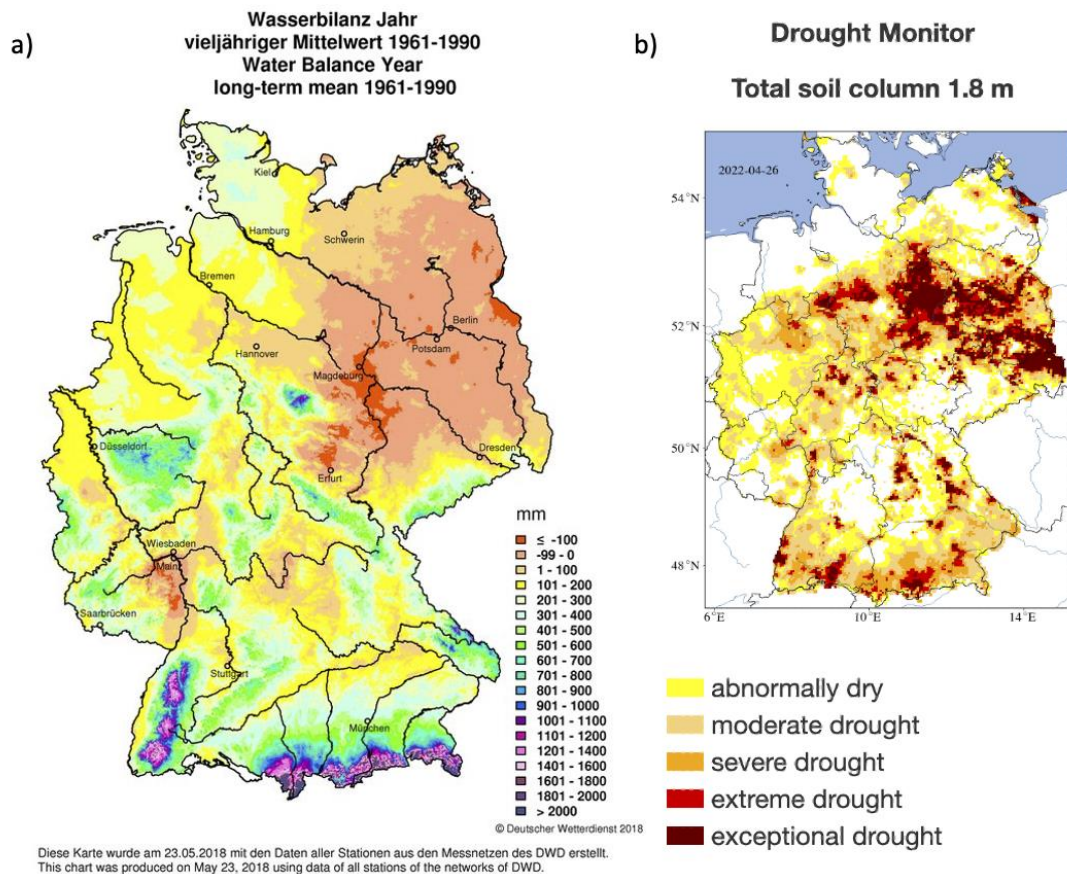 a)
Wasserbilanz Jahr
vieljähriger Mittelwert 1961-1990
Water Balance Year
long-term mean 1961-1990
Kiel
Hamburg
Schwerin
Bremen
Berlin
Hannover
Potsdam
Magdeburg
Düsseldorf
Dresden
Erfurt
Wiesbaden
Mainz
Saarbrücken
Stuttgart
München
mm
≤ -100
-99 - 0
1 - 100
101 - 200
201 - 300
301 - 400
401 - 500
501 - 600
601 - 700
701 - 800
801 - 900
901 - 1000
1001 - 1100
1101 - 1200
1201 - 1400
1401 - 1600
1601 - 1800
1801 - 2000
> 2000
© Deutscher Wetterdienst 2018
Diese Karte wurde am 23.05.2018 mit den Daten aller Stationen aus den Messnetzen des DWD erstellt.
This chart was produced on May 23, 2018 using data of all stations of the networks of DWD.
b)
Drought Monitor
Total soil column 1.8 m
2022-04-26
54°N
52°N
50°N
48°N
6°E
10°E
14°E
abnormally dry
moderate drought
severe drought
extreme drought
exceptional drought